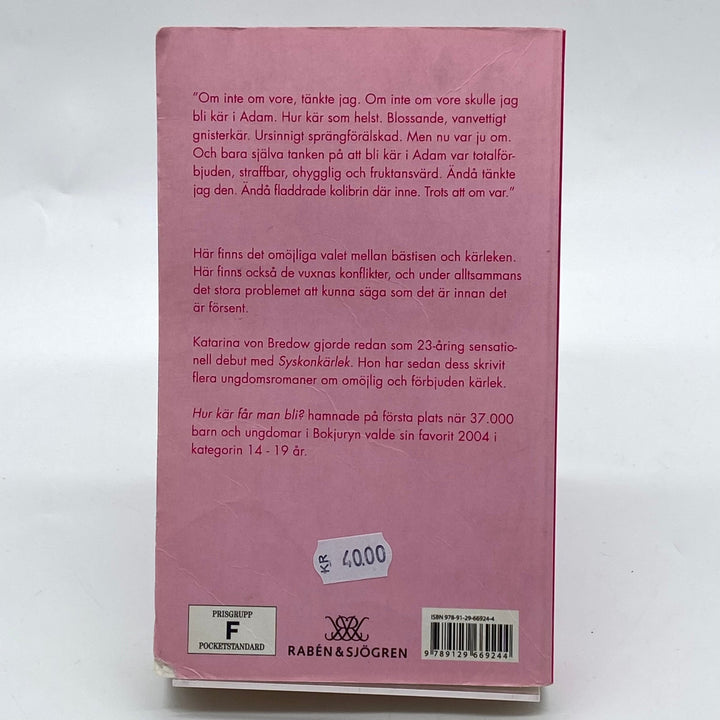 ”Om inte om vore, tänkte jag. Om inte om vore skulle jag
bli kär i Adam. Hur kär som helst. Blossande, vanvettigt
gnisterkär. Ursinnigt sprängförälskad. Men nu var ju om.
Och bara själva tanken på att bli kär i Adam var totalför-
bjuden, straffbar, ohygglig och fruktansvärd. Ändå tänkte
jag den. Ändå fladdrade kolibrin där inne. Trots att om var.”
Här finns det omöjliga valet mellan bästisen och kärleken.
Här finns också de vuxnas konflikter, och under alltsammans
det stora problemet att kunna säga som det är innan det
är försent.
Katarina von Bredow gjorde redan som 23-åring sensatio-
nell debut med Syskonkärlek. Hon har sedan dess skrivit
flera ungdomsromaner om omöjlig och förbjuden kärlek.
Hur kär får man bli? hamnade på första plats när 37.000
barn och ungdomar i Bokjuryn valde sin favorit 2004 i
kategorin 14 - 19 år.
KR 40.00
PRISGRUPP
F
POCKETSTANDARD
RABÉN & SJÖGREN
ISBN 978-91-29-66924-4
9 789129 669244